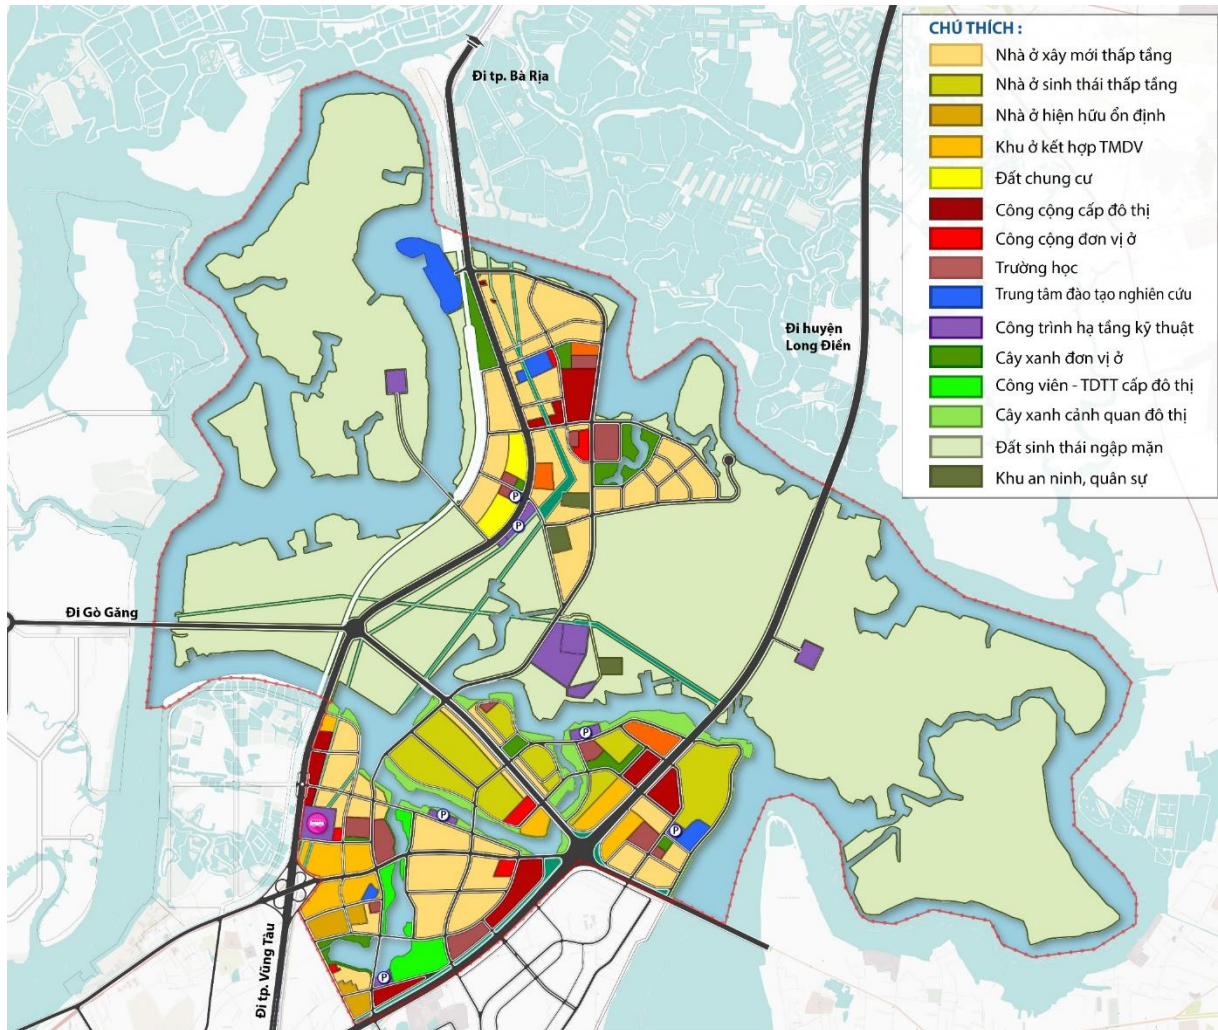 CHÚ THÍCH :
Nhà ở xây mới thấp tầng
Nhà ở sinh thái thấp tầng
Nhà ở hiện hữu ổn định
Khu ở kết hợp TMDV
Đất chung cư
Công cộng cấp đô thị
Công cộng đơn vị ở
Trường học
Trung tâm đào tạo nghiên cứu
Công trình hạ tầng kỹ thuật
Cây xanh đơn vị ở
Công viên - TDTT cấp đô thị
Cây xanh cảnh quan đô thị
Đất sinh thái ngập mặn
Khu an ninh, quân sự
Đi tp. Bà Rịa
Đi huyện
Long Điền
P
P
Đi Gò Găng
P
P
P
P
Đi tp. Vũng Tàu